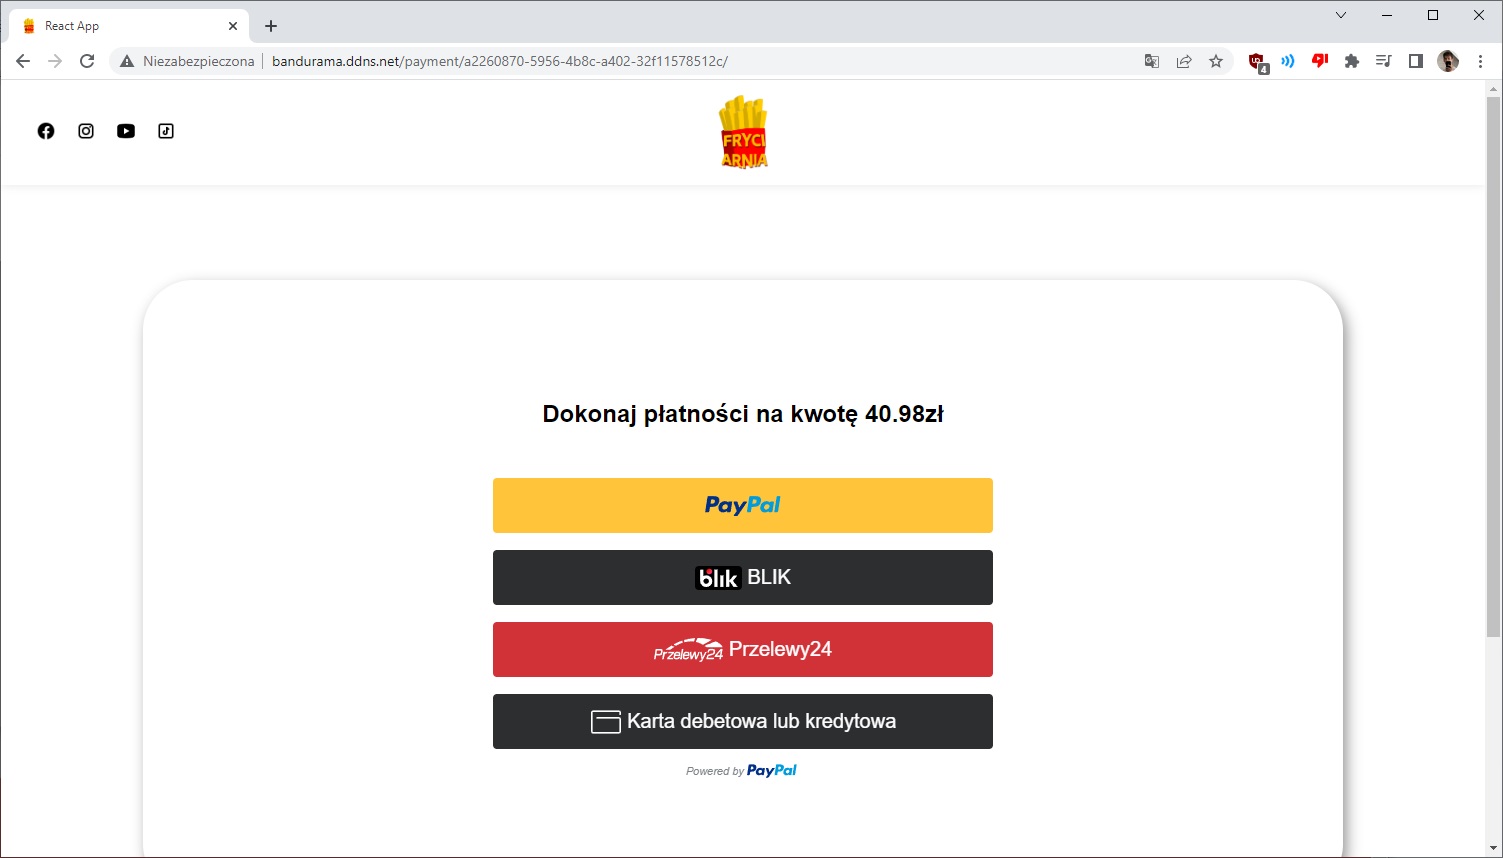 React App
Niezabezpieczona bandurama.ddns.net/payment/a2260870-5956-4b8c-a402-32f11578512c/
4
FRYCI
ARNIA
Dokonaj płatności na kwotę 40.98zł
PayPal
blik BLIK
Przelewy24 Przelewy24
Karta debetowa lub kredytowa
Powered by PayPal